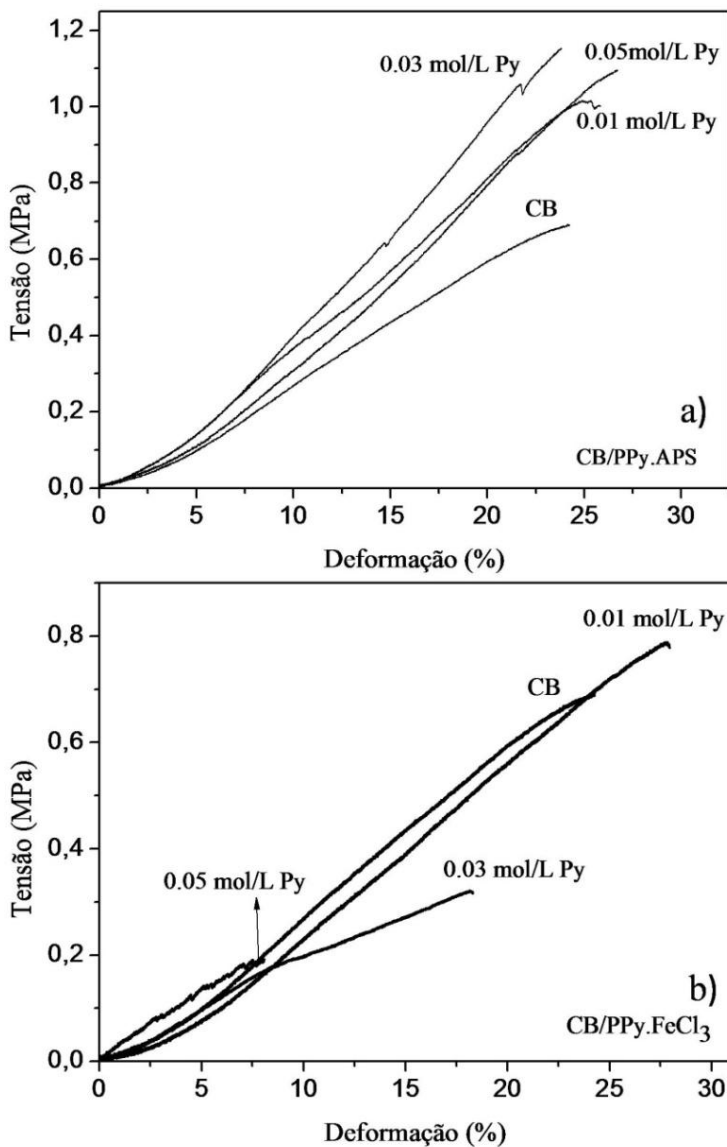 1,2
1,0
0,8
0,6
0,4
0,2
0,0
Tensão (MPa)
0.03 mol/L Py
0.05mol/L Py
0.01 mol/L Py
CB
a)
CB/PPy.APS
0 5 10 15 20 25 30
Deformação (%)
0,8
0,6
0,4
0,2
0,0
Tensão (MPa)
0.01 mol/L Py
CB
0.05 mol/L Py
0.03 mol/L Py
b)
CB/PPy.FeCl₃
0 5 10 15 20 25 30
Deformação (%)